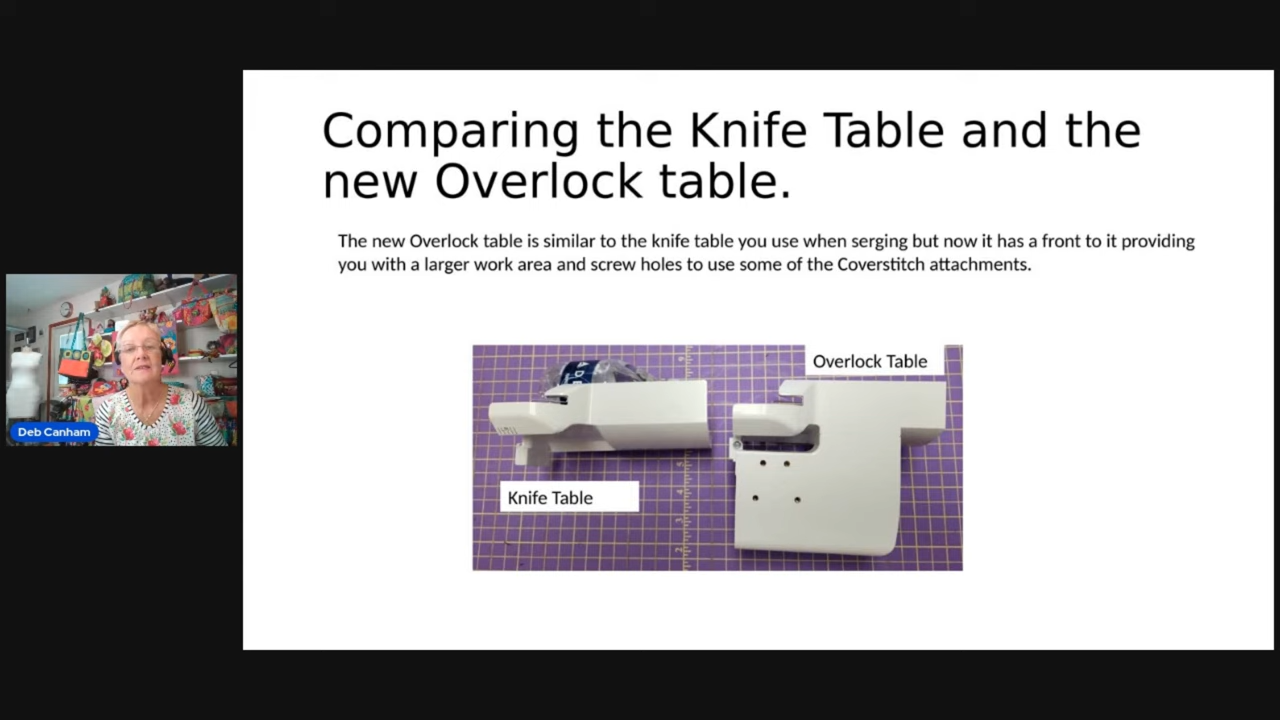 Comparing the Knife Table and the
new Overlock table.
The new Overlock table is similar to the knife table you use when serging but now it has a front to it providing
you with a larger work area and screw holes to use some of the Coverstitch attachments.
Overlock Table
Knife Table
Deb Canham